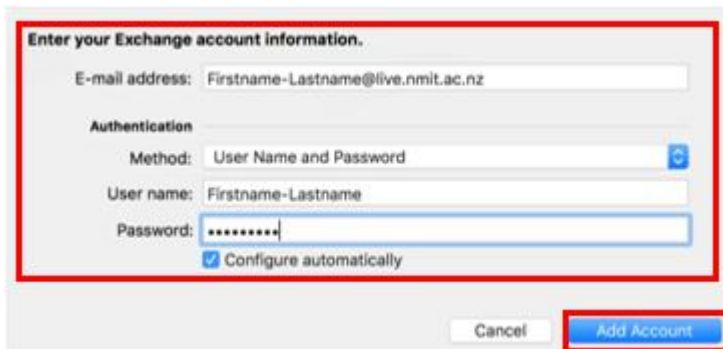 Enter your Exchange account information.
E-mail address: Firstname-Lastname@live.nmit.ac.nz
Authentication
Method: User Name and Password
User name: Firstname-Lastname
Password: •••••••••
Configure automatically
Cancel Add Account